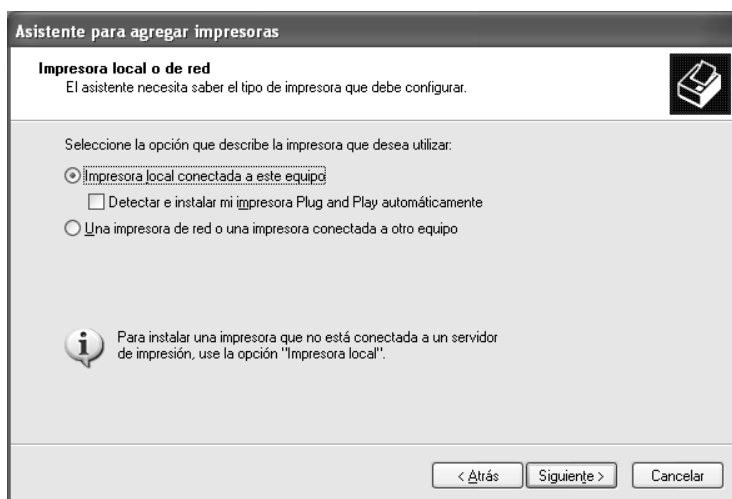 Asistente para agregar impresoras
Impresora local o de red
El asistente necesita saber el tipo de impresora que debe configurar.
Seleccione la opción que describe la impresora que desea utilizar:
Impresora local conectada a este equipo
Detectar e instalar mi impresora Plug and Play automáticamente
Una impresora de red o una impresora conectada a otro equipo
Para instalar una impresora que no está conectada a un servidor
de impresión, use la opción "Impresora local".
< Atrás Siguiente > Cancelar